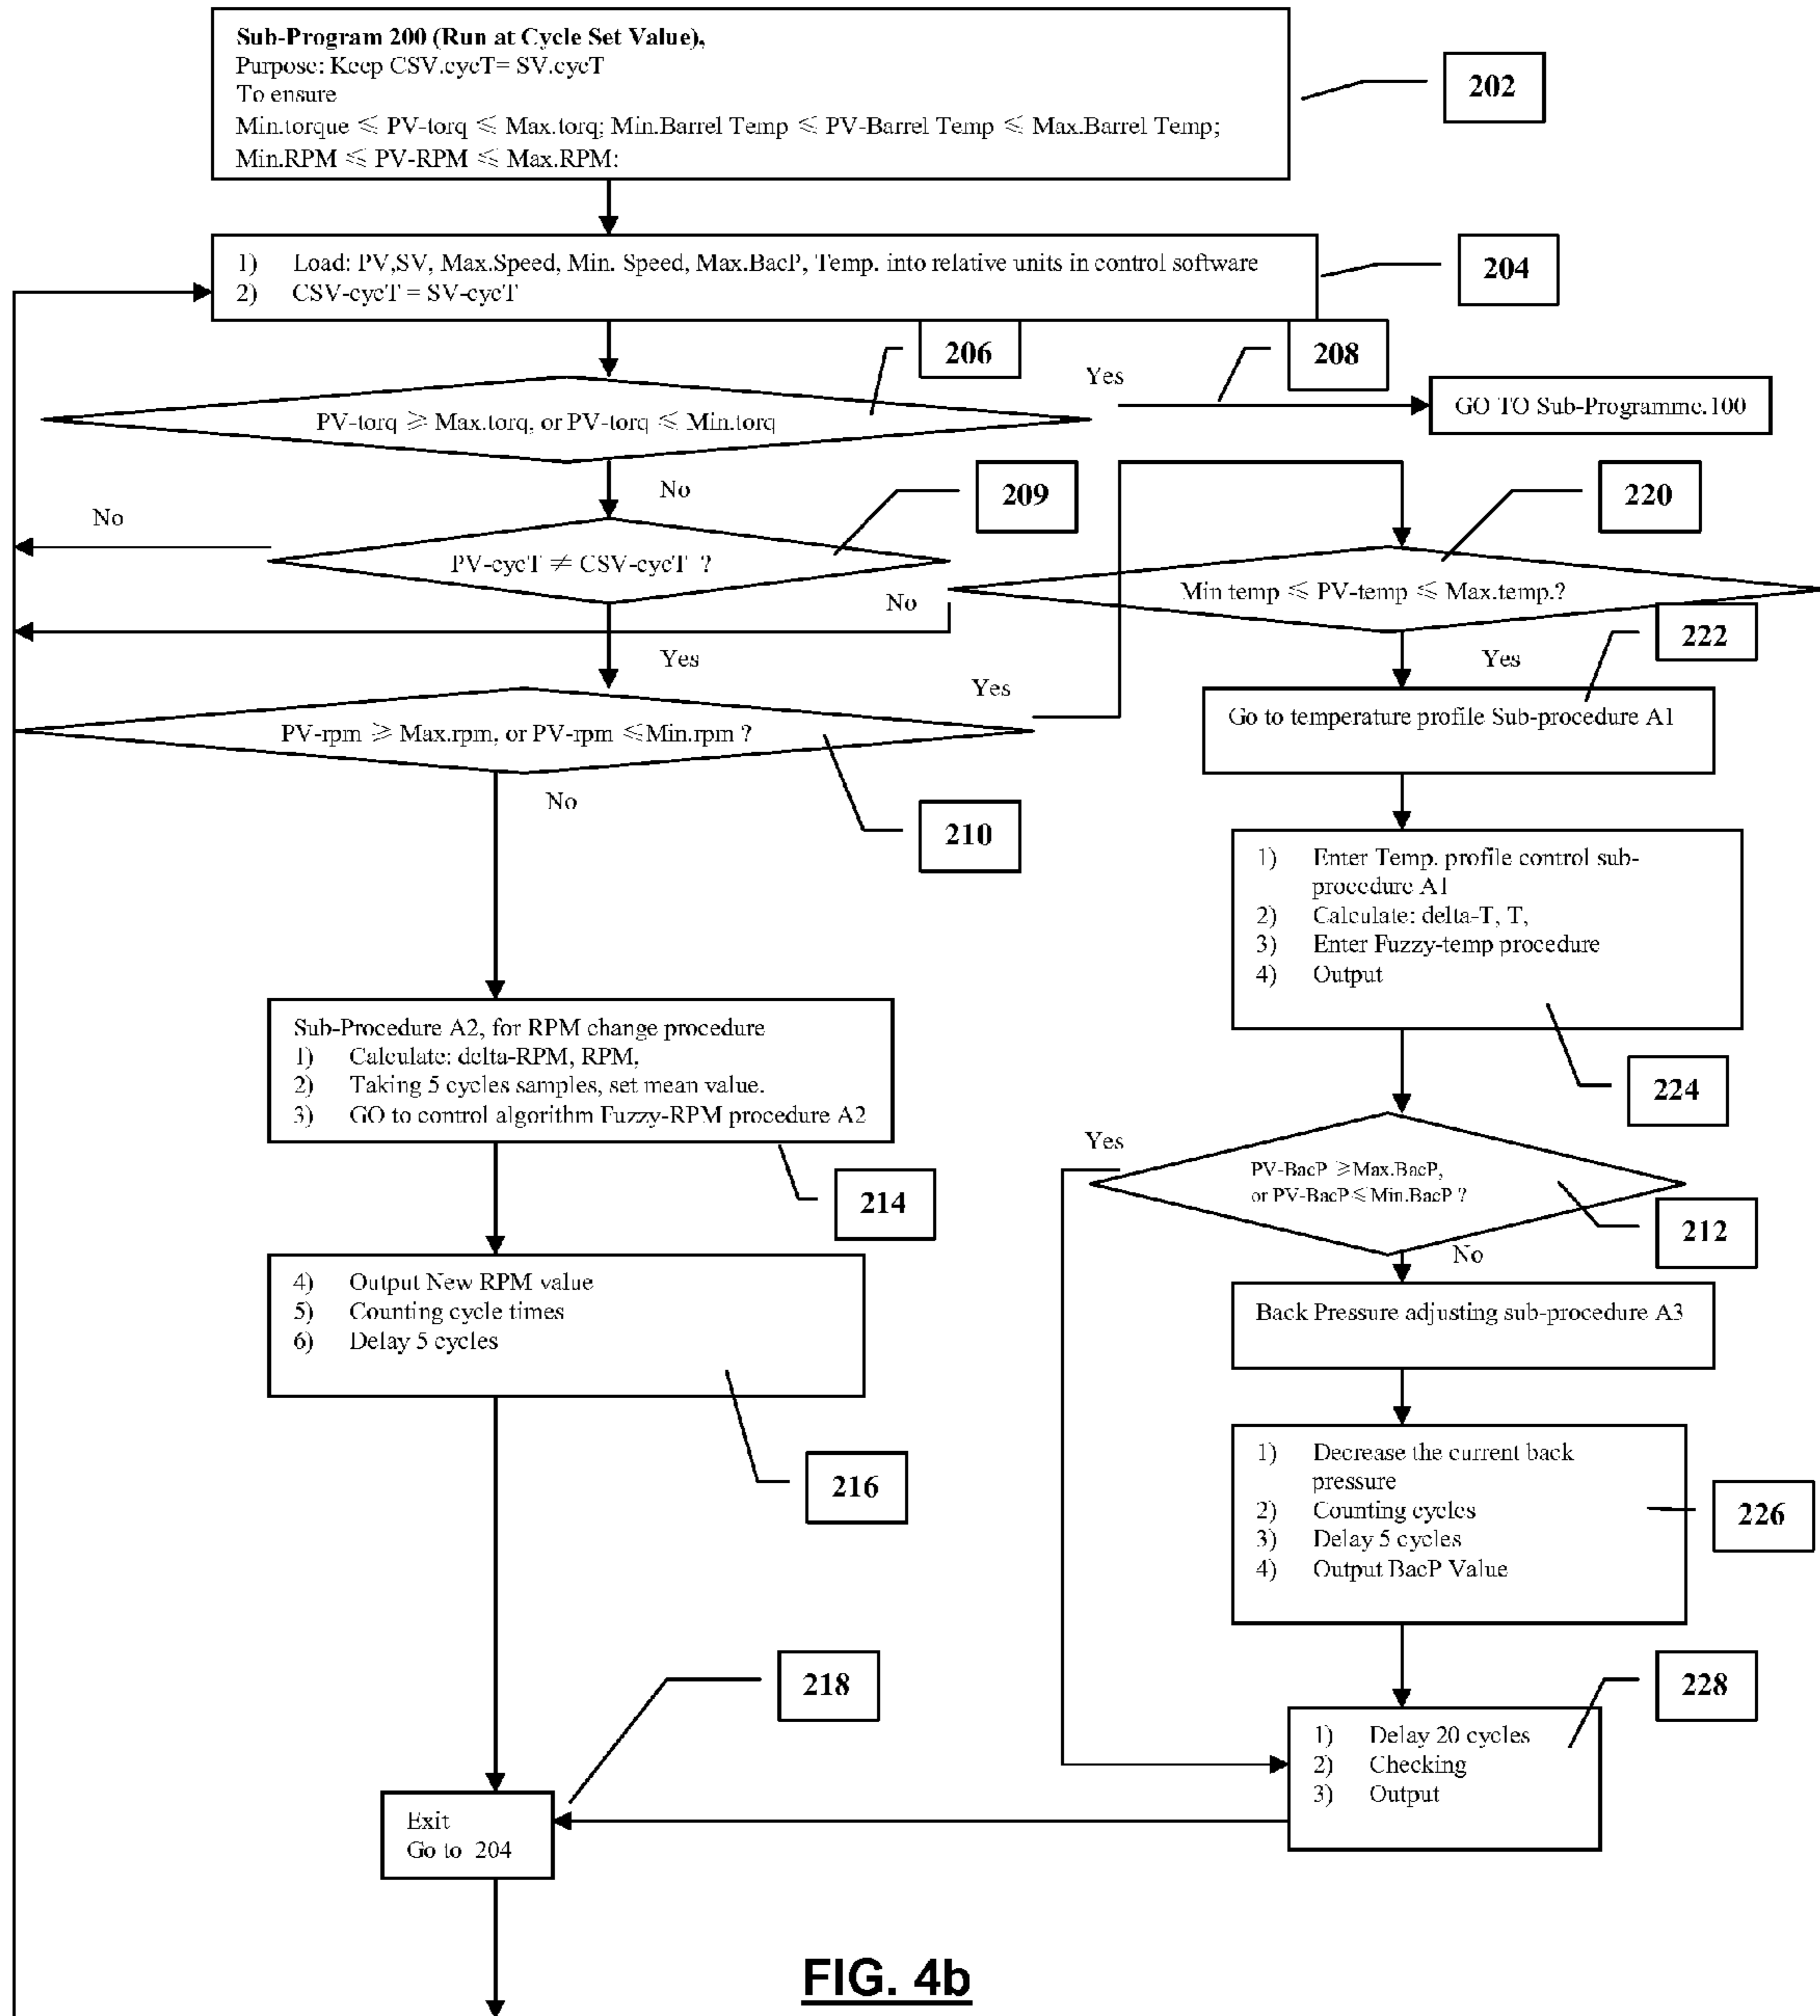 Sub-Program 200 (Run at Cycle Set Value),
Purpose: Keep CSV.cycT= SV.cycT
To ensure
Min.torque ≤ PV-torq ≤ Max.torq; Min.Barrel Temp ≤ PV-Barrel Temp ≤ Max.Barrel Temp;
Min.RPM ≤ PV-RPM ≤ Max.RPM:
202
1) Load: PV,SV, Max.Speed, Min. Speed, Max.BacP, Temp. into relative units in control software
2) CSV-cycT = SV-cycT
204
206
208
Yes
PV-torq ≥ Max.torq, or PV-torq ≤ Min.torq
GO TO Sub-Programme.100
No
209
220
No
PV-cycT ≠ CSV-cycT ?
Min temp ≤ PV-temp ≤ Max.temp.?
No
222
Yes
Yes
Yes
PV-rpm ≥ Max.rpm, or PV-rpm ≤Min.rpm ?
Go to temperature profile Sub-procedure A1
No
210
1) Enter Temp. profile control sub-
procedure A1
2) Calculate: delta-T, T,
3) Enter Fuzzy-temp procedure
4) Output
224
Sub-Procedure A2, for RPM change procedure
1) Calculate: delta-RPM, RPM,
2) Taking 5 cycles samples, set mean value.
3) GO to control algorithm Fuzzy-RPM procedure A2
214
Yes
PV-BacP ≥Max.BacP,
or PV-BacP≤Min.BacP ?
212
No
4) Output New RPM value
5) Counting cycle times
6) Delay 5 cycles
216
Back Pressure adjusting sub-procedure A3
1) Decrease the current back
pressure
2) Counting cycles
3) Delay 5 cycles
4) Output BacP Value
226
218
228
1) Delay 20 cycles
2) Checking
3) Output
Exit
Go to 204
FIG. 4b